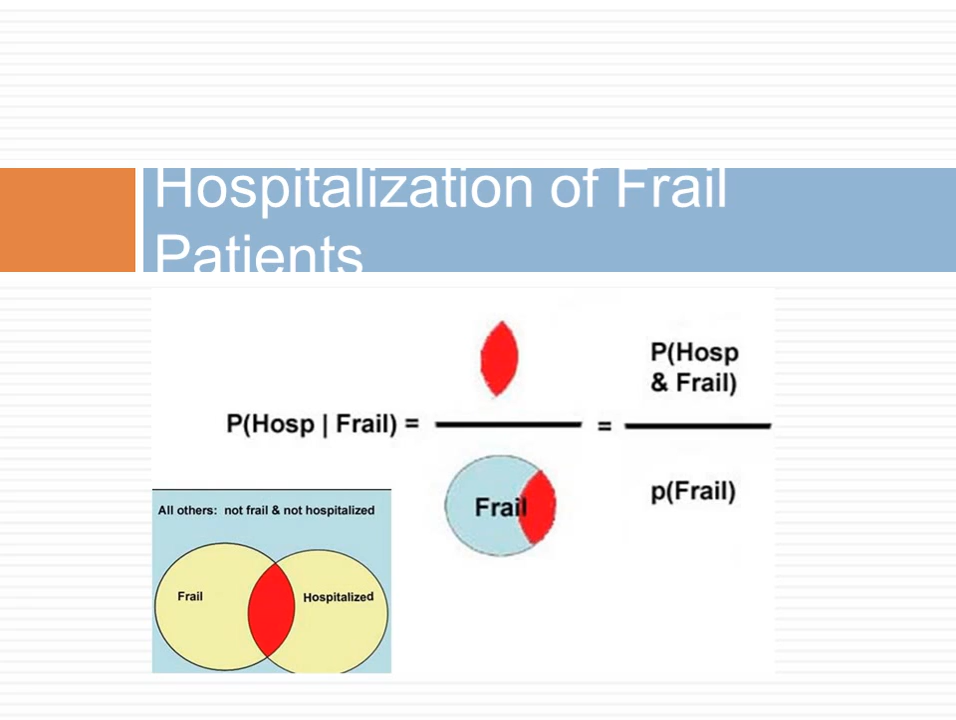 Hospitalization of Frail
Patients
P(Hosp | Frail) =
=
P(Hosp
& Frail)
Frail
p(Frail)
All others: not frail & not hospitalized
Frail
Hospitalized